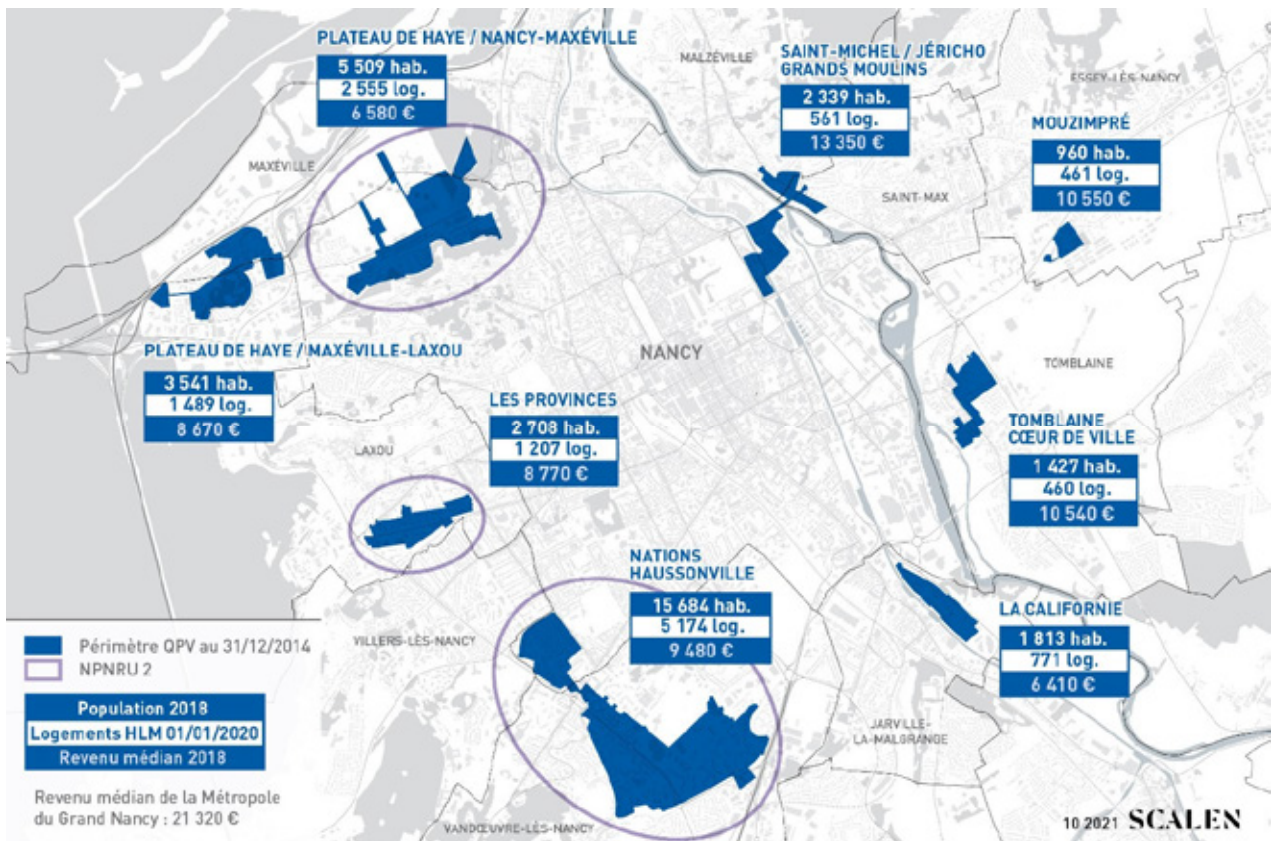 PLATEAU DE HAYE / NANCY-MAXÉVILLE
5 509 hab.
2 555 log.
6 580 €
MALZÉVILLE
SAINT-MICHEL / JÉRICHO
GRANDS MOULINS
2 339 hab.
561 log.
13 350 €
ESSEY-LÈS-NANCY
MOUZIMPRÉ
960 hab.
461 log.
10 550 €
MAXÉVILLE
SAINT-MAX
PLATEAU DE HAYE / MAXÉVILLE-LAXOU
3 541 hab.
1 489 log.
8 670 €
NANCY
TOMBLAINE
LES PROVINCES
2 708 hab.
1 207 log.
8 770 €
TOMBLAINE
CŒUR DE VILLE
1 427 hab.
460 log.
10 540 €
LAXOU
NATIONS
HAUSSONVILLE
15 684 hab.
5 174 log.
9 480 €
LA CALIFORNIE
1 813 hab.
771 log.
6 410 €
VILLERS-LÈS-NANCY
JARVILLE-
LA-MALGRANGE
VANDŒUVRE-LÈS-NANCY
Périmètre QPV au 31/12/2014
NPNRU 2
Population 2018
Logements HLM 01/01/2020
Revenu médian 2018
Revenu médian de la Métropole
du Grand Nancy : 21 320 €
10 2021 SCALEN